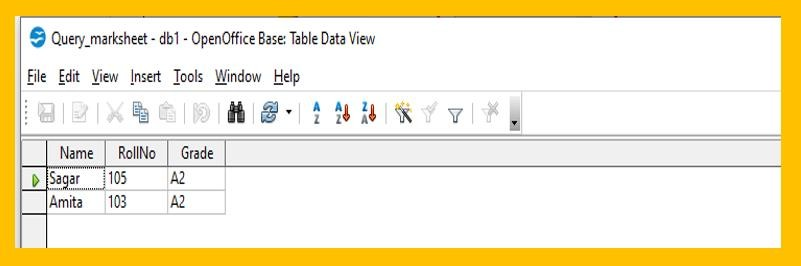 Query_marksheet - db1 - OpenOffice Base: Table Data View
File Edit View Insert Tools Window Help
Name RollNo Grade
Sagar 105 A2
Amita 103 A2